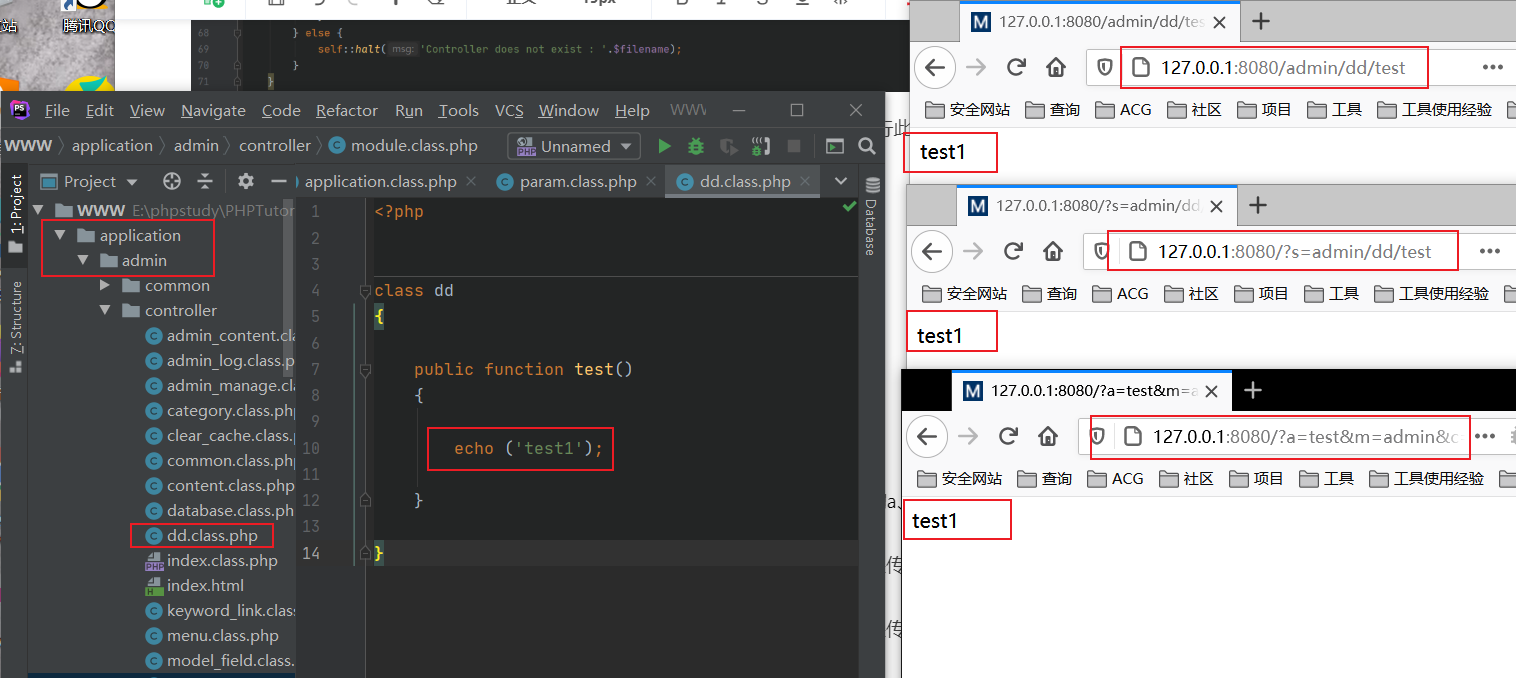 站
腾讯QQ
68 } else {
69 self::halt( msg: 'Controller does not exist : '.$filename);
70 }
71 }
PS File Edit View Navigate Code Refactor Run Tools VCS Window Help WWW
WWW application admin controller module.class.php Unnamed
Project application.class.php param.class.php dd.class.php
1: Project
Z: Structure
WWW E:\phpstudy\PHPTutor
application
admin
common
controller
admin_content.cla
admin_log.class.p
admin_manage.cla
category.class.php
clear_cache.class.
common.class.php
content.class.php
database.class.ph
dd.class.php
index.class.php
index.html
keyword_link.class
menu.class.php
model_field.class.
1 <?php
2
3
4 class dd
5 {
6
7 public function test()
8 {
9
10 echo ('test1');
11
12 }
13
14 }
Database
127.0.0.1:8080/admin/dd/tes
127.0.0.1:8080/admin/dd/test
安全网站 查询 ACG 社区 项目 工具 工具使用经验
test1
127.0.0.1:8080/?s=admin/dd
127.0.0.1:8080/?s=admin/dd/test
安全网站 查询 ACG 社区 项目 工具 工具使用经验
test1
127.0.0.1:8080/?a=test&m=a
127.0.0.1:8080/?a=test&m=admin&c
安全网站 查询 ACG 社区 项目 工具 工具使用经验
test1